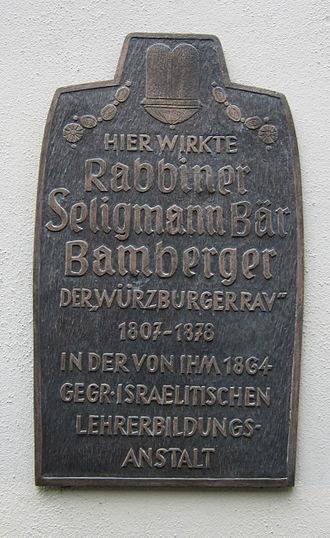 HIER WIRKTE
Rabbiner
Seligmann Bär
Bamberger
DER „WÜRZBURGER RAV“
1807-1878
IN DER VON IHM 1864
GEGR. ISRAELITISCHEN
LEHRERBILDUNGS-
ANSTALT